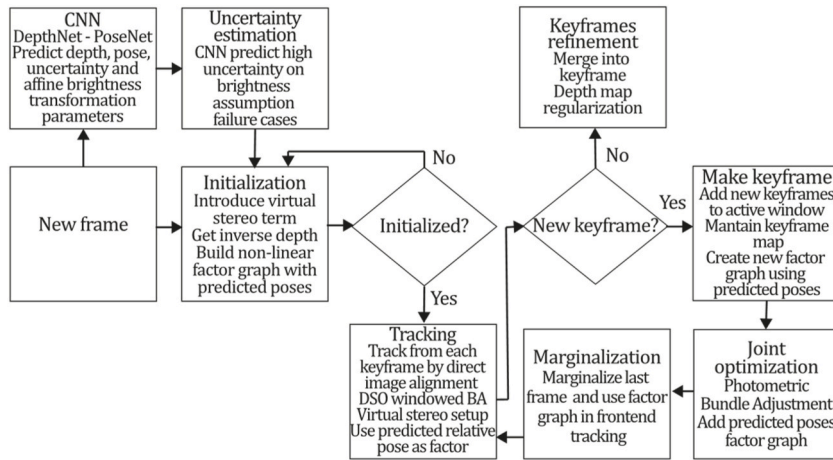 CNN
DepthNet - PoseNet
Predict depth, pose,
uncertainty and
affine brightness
transformation
parameters
Uncertainty
estimation
CNN predict high
uncertainty on
brightness
assumption
failure cases
Keyframes
refinement
Merge into
keyframe
Depth map
regularization
New frame
Initialization
Introduce virtual
stereo term
Get inverse depth
Build non-linear
factor graph with
predicted poses
No
Initialized?
Yes
No
New keyframe?
Yes
Make keyframe
Add new keyframes
to active window
Mantain keyframe
map
Create new factor
graph using
predicted poses
Tracking
Track from each
keyframe by direct
image alignment
DSO windowed BA
Virtual stereo setup
Use predicted relative
pose as factor
Marginalization
Marginalize last
frame and use factor
graph in frontend
tracking
Joint
optimization
Photometric
Bundle Adjustment
Add predicted poses
factor graph